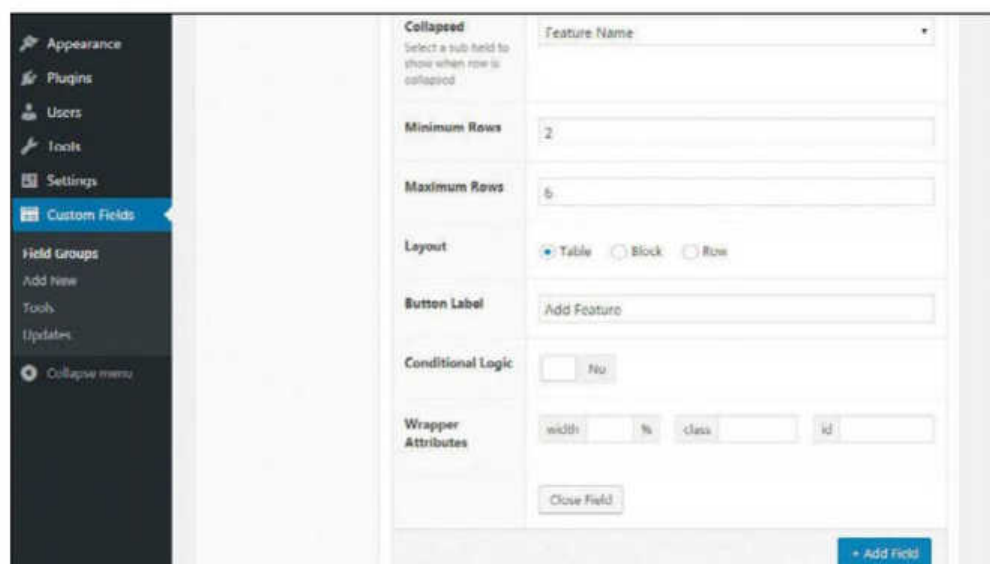 Appearance
Plugins
Users
Tools
Settings
Custom Fields
Field Groups
Add New
Tools
Updates
Collapse menu
Collapsed
Select a sub field to
show when row is
collapsed
Feature Name
Minimum Rows
2
Maximum Rows
6
Layout
Table Block Row
Button Label
Add Feature
Conditional Logic
No
Wrapper
Attributes
width % class id
Close Field
+ Add Field